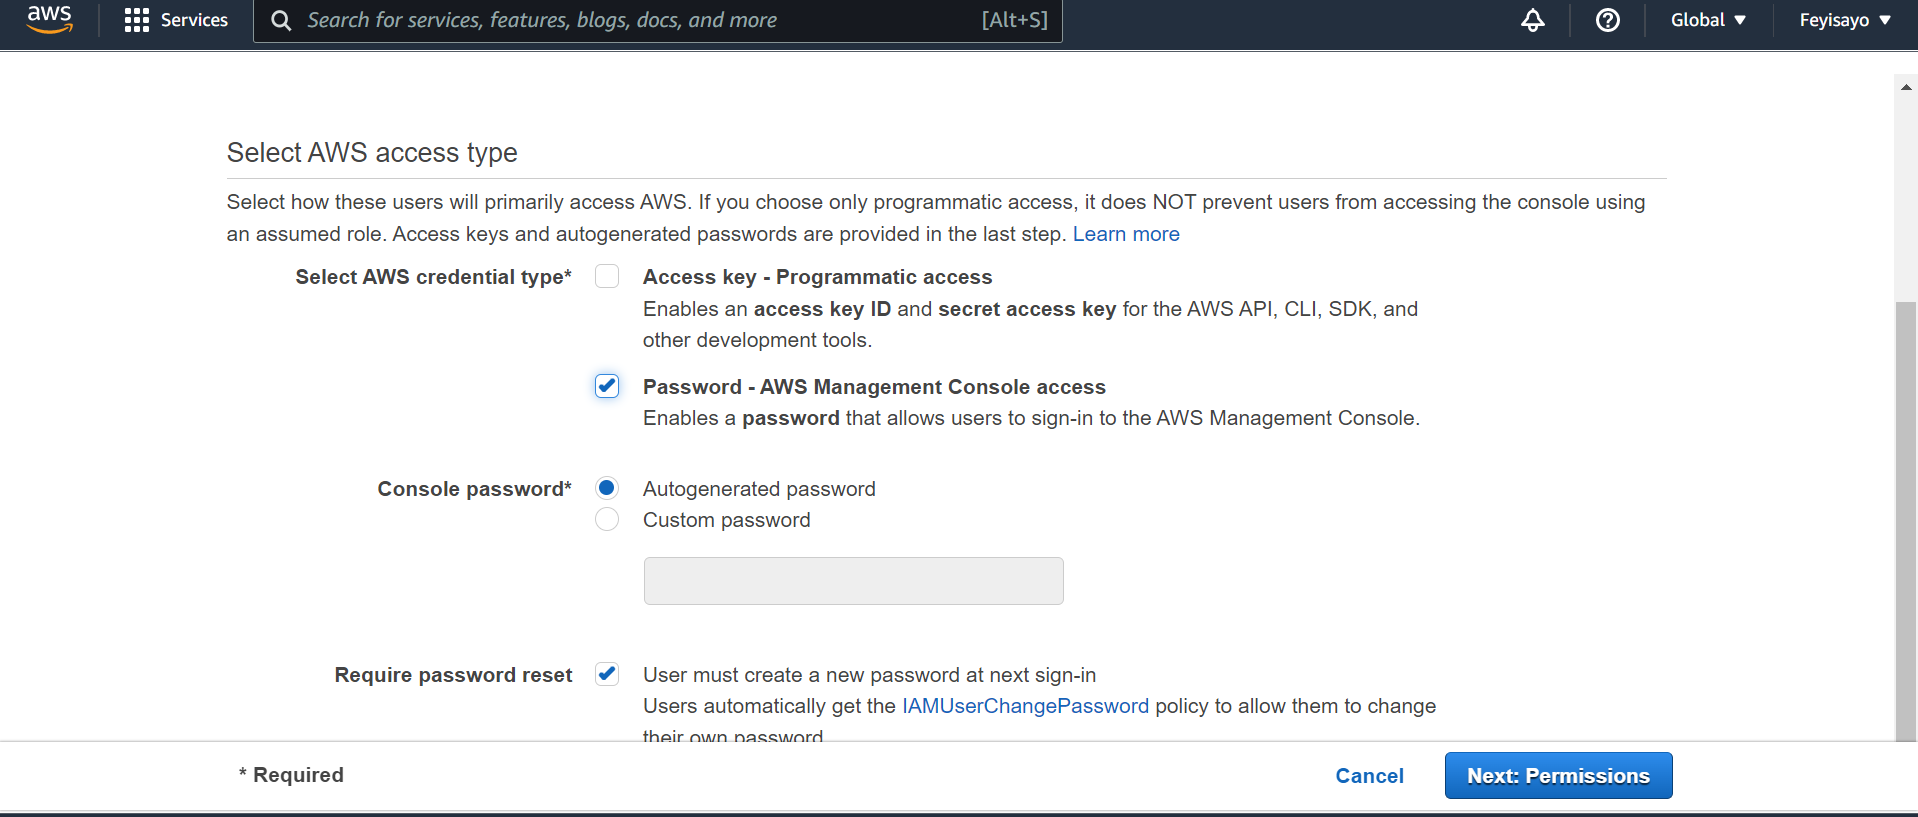 aws Services Search for services, features, blogs, docs, and more [Alt+S] Global Feyisayo
Select AWS access type
Select how these users will primarily access AWS. If you choose only programmatic access, it does NOT prevent users from accessing the console using
an assumed role. Access keys and autogenerated passwords are provided in the last step. Learn more
Select AWS credential type* Access key - Programmatic access
Enables an access key ID and secret access key for the AWS API, CLI, SDK, and
other development tools.
Password - AWS Management Console access
Enables a password that allows users to sign-in to the AWS Management Console.
Console password* Autogenerated password
Custom password
Require password reset User must create a new password at next sign-in
Users automatically get the IAMUserChangePassword policy to allow them to change
their own password
* Required Cancel Next: Permissions